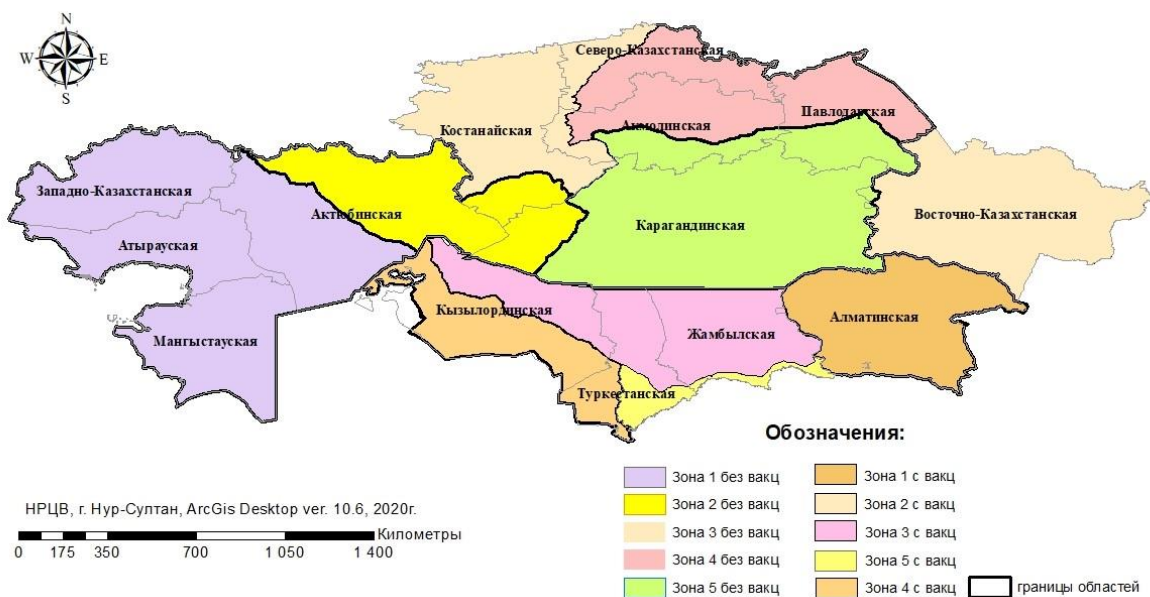 N
W E
S
Северо-Казахстанская
Костанайская
Акмолинская
Павлодарская
Западно-Казахстанская
Актюбинская
Карагандинская
Восточно-Казахстанская
Атырауская
Мангыстауская
Кызылординская
Жамбылская
Алматинская
Туркестанская
Обозначения:
Зона 1 без вакц
Зона 2 без вакц
Зона 3 без вакц
Зона 4 без вакц
Зона 5 без вакц
Зона 1 с вакц
Зона 2 с вакц
Зона 3 с вакц
Зона 5 с вакц
Зона 4 с вакц
границы областей
НРЦВ, г. Нур-Султан, ArcGis Desktop ver. 10.6, 2020г.
Километры
0 175 350 700 1 050 1 400